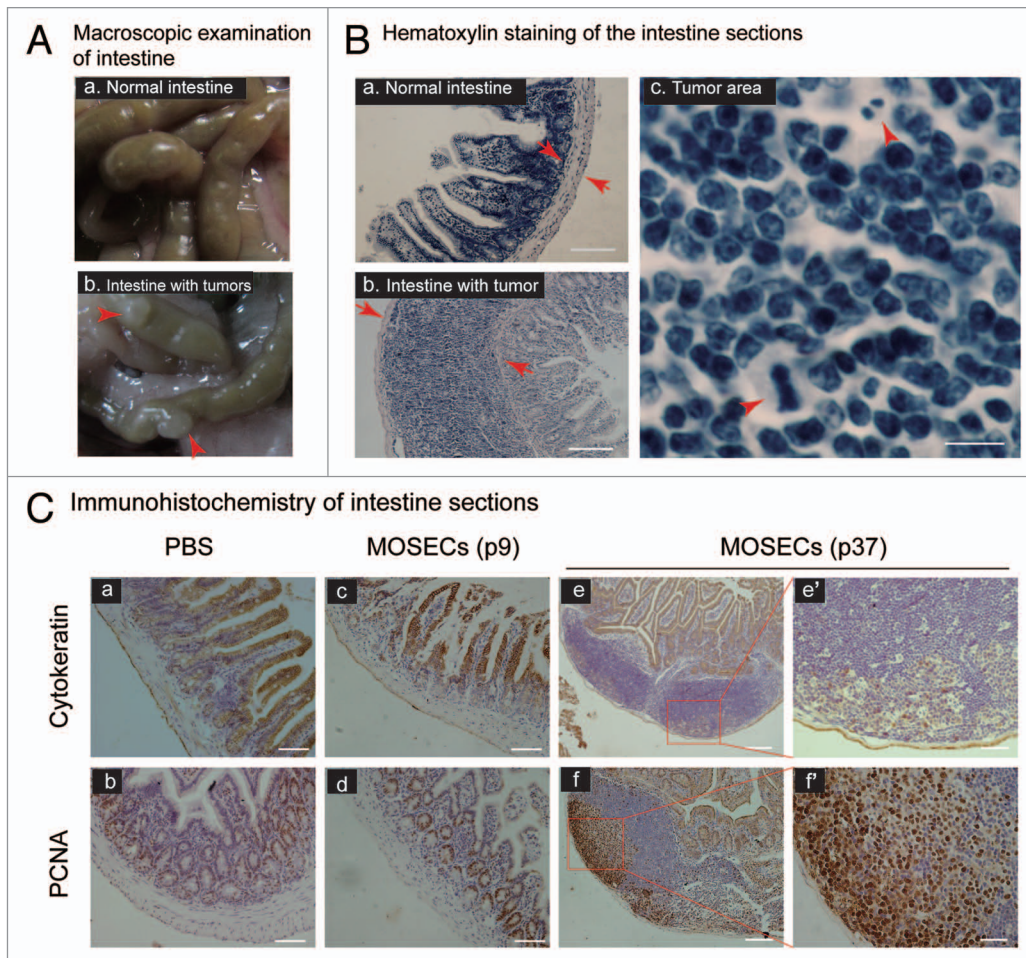 A Macroscopic examination
of intestine
a. Normal intestine
b. Intestine with tumors
B Hematoxylin staining of the intestine sections
a. Normal intestine
b. Intestine with tumor
c. Tumor area
C Immunohistochemistry of intestine sections
PBS MOSECs (p9) MOSECs (p37)
Cytokeratin
a c e e'
PCNA
b d f f'